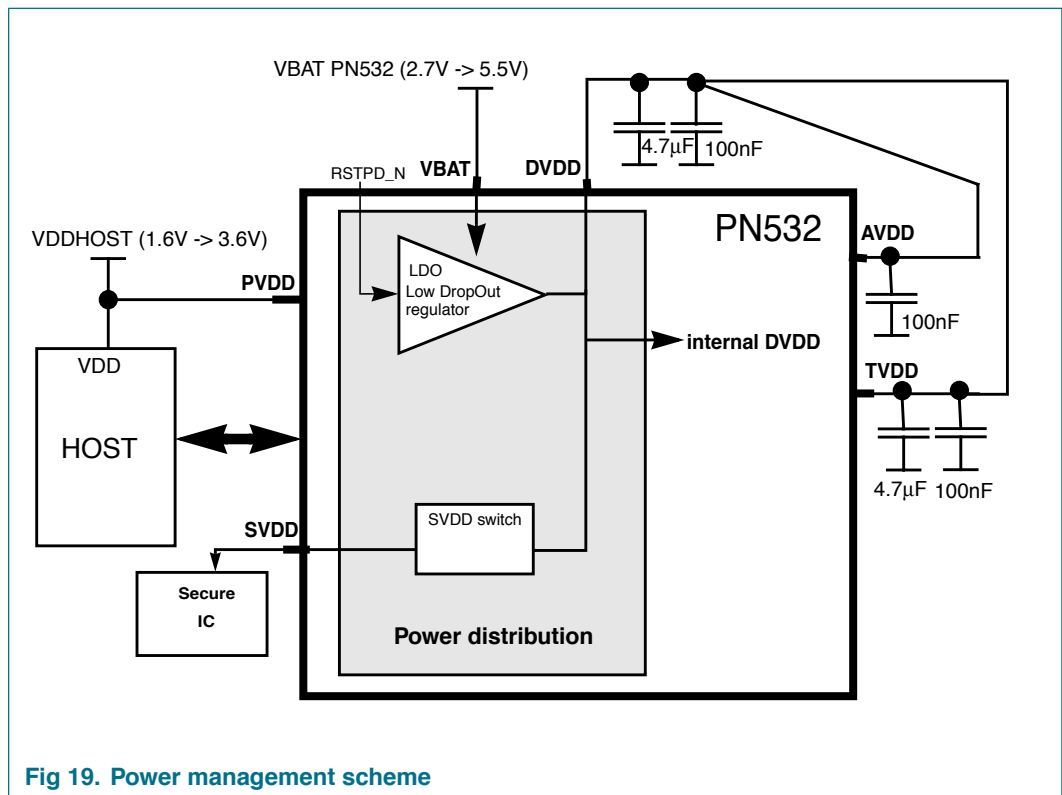 VBAT PN532 (2.7V -> 5.5V)
4.7µF
100nF
RSTPD_N
VBAT
DVDD
PN532
AVDD
VDDHOST (1.6V -> 3.6V)
PVDD
LDO
Low DropOut
regulator
100nF
internal DVDD
VDD
TVDD
HOST
4.7µF
100nF
SVDD
SVDD switch
Secure
IC
Power distribution
Fig 19. Power management scheme